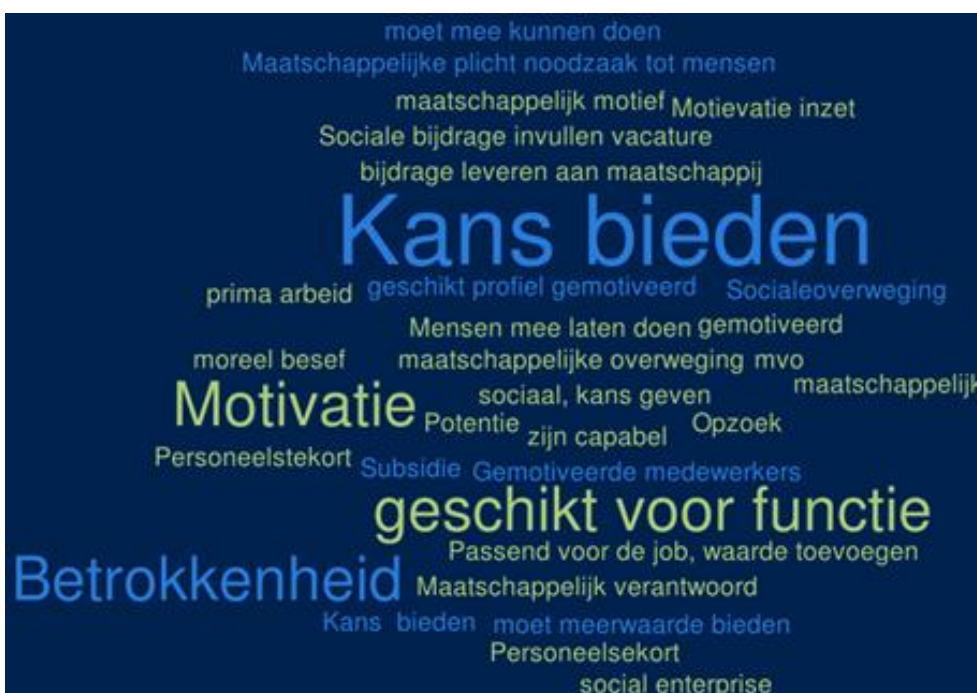 moet mee kunnen doen
Maatschappelijke plicht noodzaak tot mensen
maatschappelijk motief Motievatie inzet
Sociale bijdrage invullen vacature
bijdrage leveren aan maatschappij
Kans bieden
prima arbeid geschikt profiel gemotiveerd Socialeoverweging
Mensen mee laten doen gemotiveerd
moreel besef maatschappelijke overweging mvo
Motivatie sociaal, kans geven maatschappelijk
Potentie zijn capabel Opzoek
Personeelstekort Subsidie Gemotiveerde medewerkers
geschikt voor functie
Passend voor de job, waarde toevoegen
Betrokkenheid Maatschappelijk verantwoord
Kans bieden moet meerwaarde bieden
Personeelsekort
social enterprise